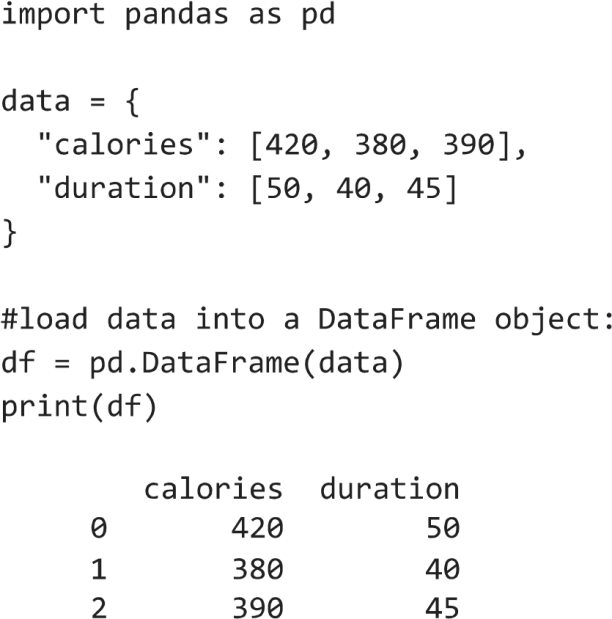 import pandas as pd
data = {
  "calories": [420, 380, 390],
  "duration": [50, 40, 45]
}
#load data into a DataFrame object:
df = pd.DataFrame(data)
print(df)
calories duration
0 420 50
1 380 40
2 390 45